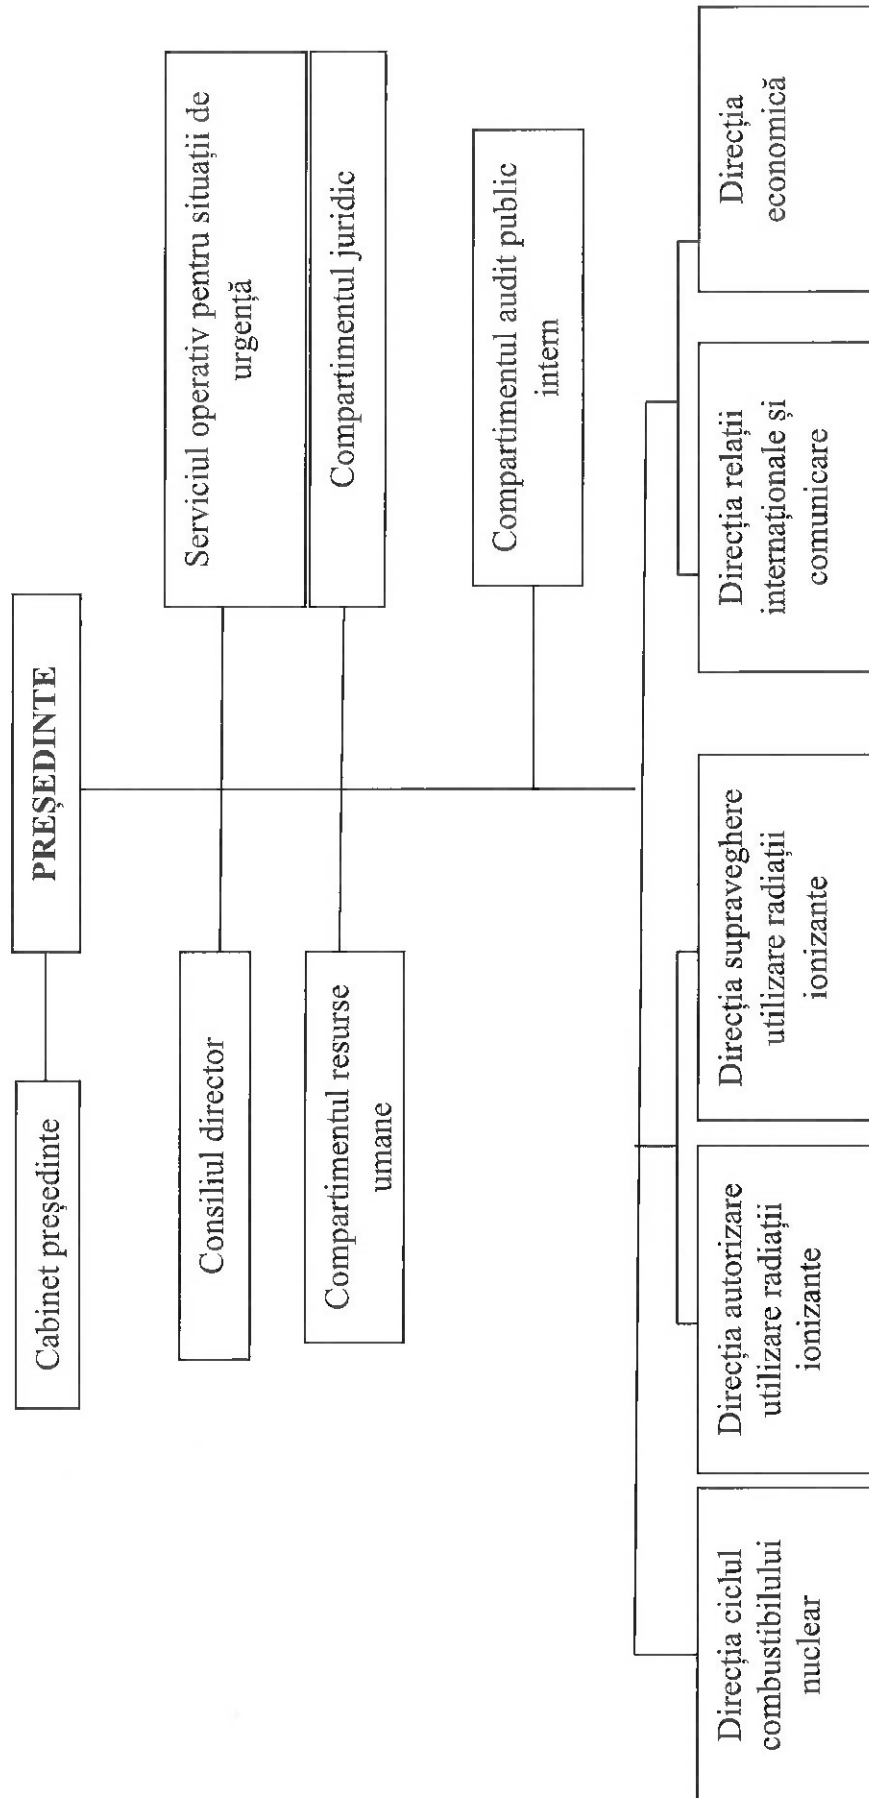 PREȘEDINTE
Cabinet președinte
Serviciul operativ pentru situații de
urgență
Consiliul director
Compartimentul juridic
Compartimentul resurse
umane
Compartimentul audit public
intern
Direcția ciclul
combustibilului
nuclear
Direcția autorizare
utilizare radiații
ionizante
Direcția supraveghere
utilizare radiații
ionizante
Direcția relații
internaționale și
comunicare
Direcția
economică